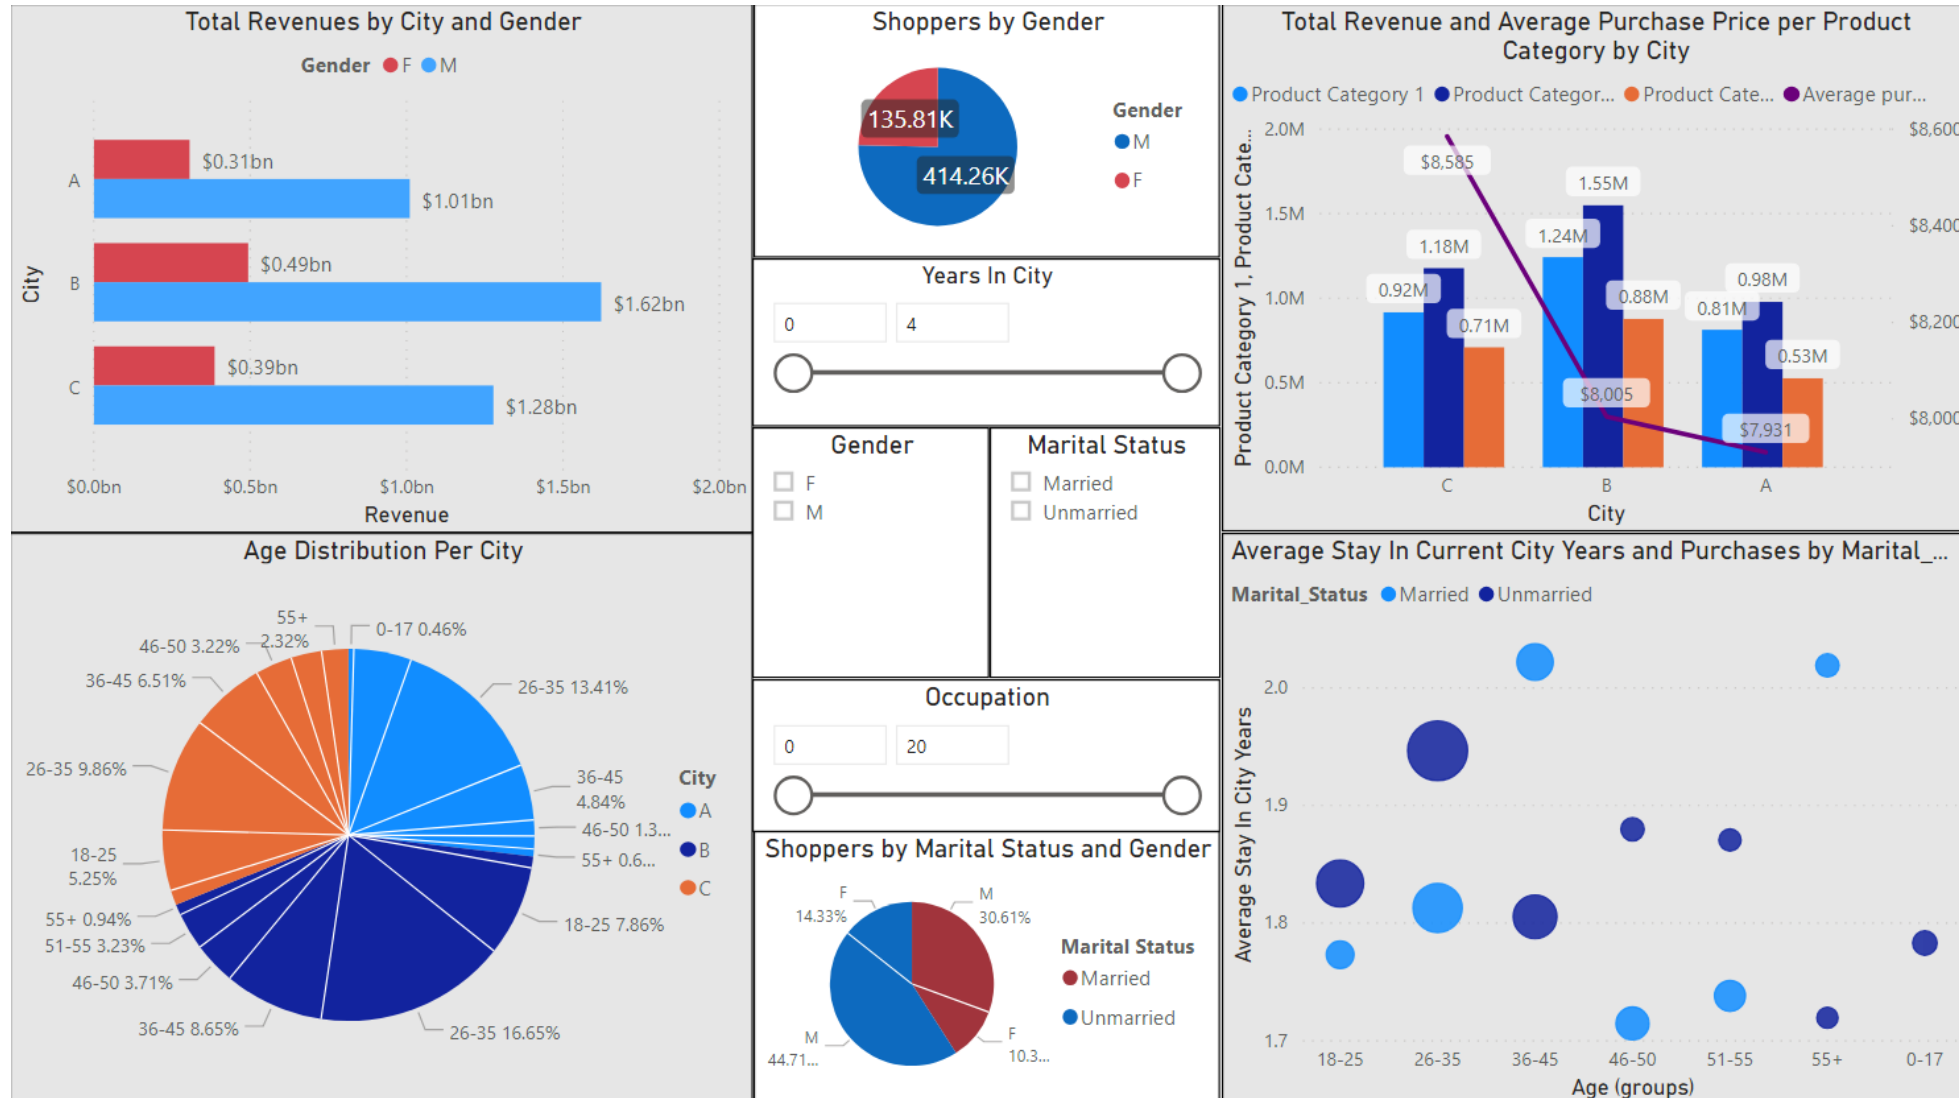 Total Revenues by City and Gender
Gender F M
City
A
$0.31bn
$1.01bn
B
$0.49bn
$1.62bn
C
$0.39bn
$1.28bn
$0.0bn $0.5bn $1.0bn $1.5bn $2.0bn
Revenue
Shoppers by Gender
135.81K
414.26K
Gender
M
F
Years In City
0 4
Gender
F
M
Marital Status
Married
Unmarried
Occupation
0 20
Total Revenue and Average Purchase Price per Product
Category by City
Product Category 1 Product Categor... Product Cate... Average pur...
Product Category 1, Product Cate...
2.0M
1.5M
1.0M
0.5M
0.0M
$8,600
$8,400
$8,200
$8,000
$8,585
$8,005
$7,931
0.92M
1.18M
0.71M
1.24M
1.55M
0.88M
0.81M
0.98M
0.53M
C B A
City
Age Distribution Per City
0-17 0.46%
26-35 13.41%
36-45
4.84%
46-50 1.3...
55+ 0.6...
18-25 7.86%
26-35 16.65%
36-45 8.65%
46-50 3.71%
51-55 3.23%
55+ 0.94%
18-25
5.25%
26-35 9.86%
36-45 6.51%
46-50 3.22%
55+
2.32%
City
A
B
C
Shoppers by Marital Status and Gender
F
14.33%
M
30.61%
M
44.71...
F
10.3...
Marital Status
Married
Unmarried
Average Stay In Current City Years and Purchases by Marital_...
Marital_Status Married Unmarried
Average Stay In City Years
2.0
1.9
1.8
1.7
18-25 26-35 36-45 46-50 51-55 55+ 0-17
Age (groups)